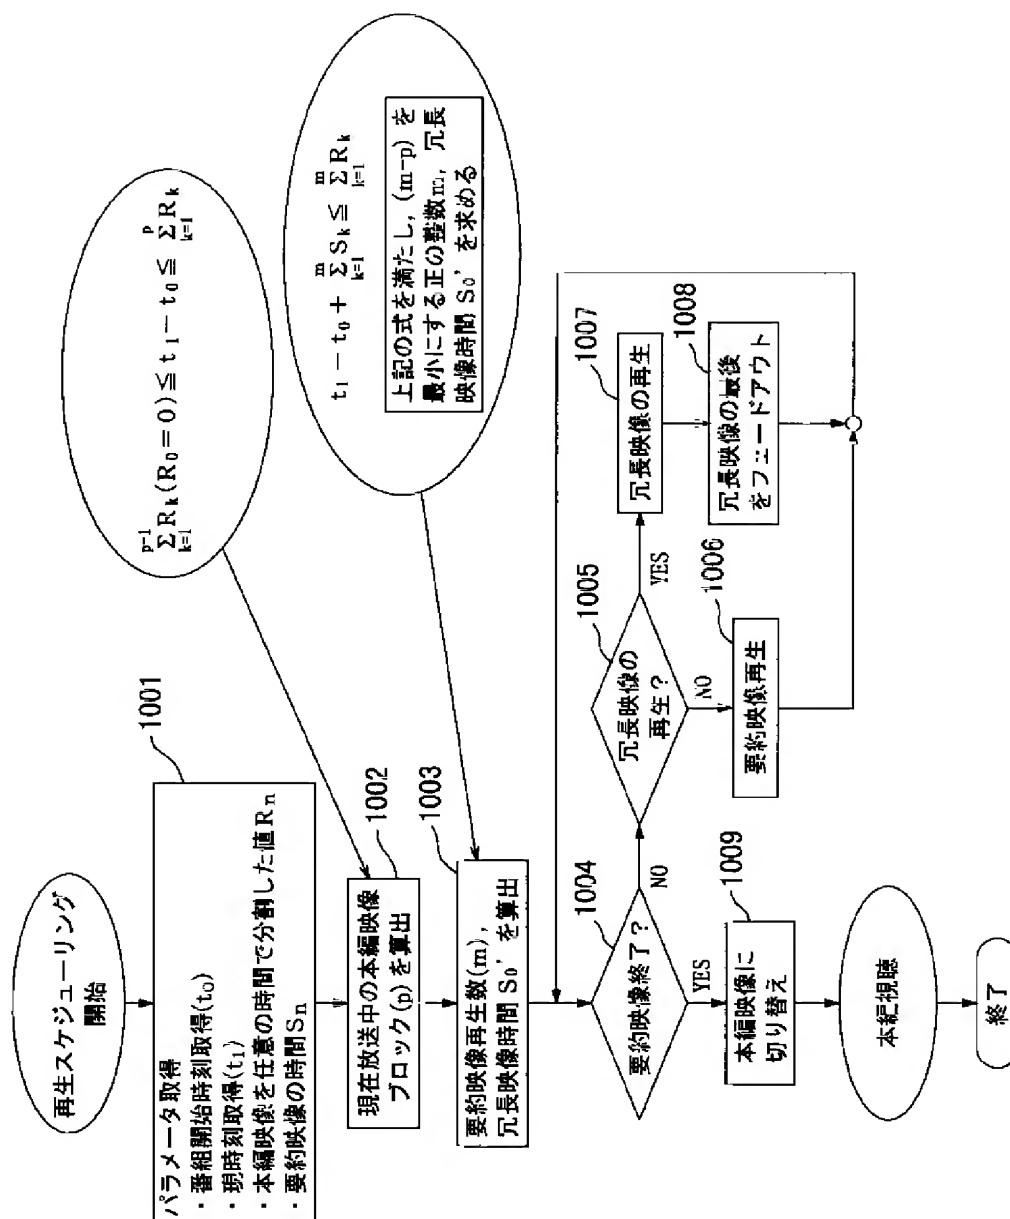 再生スケジューリング
開始
1001
パラメータ取得
・番組開始時刻取得(t₀)
・現時刻取得(t₁)
・本編映像を任意の時間で分割した値Rₙ
・要約映像の時間Sₙ
1002
現在放送中の本編映像
ブロック(p)を算出
p-1
ΣR_k(R₀=0)≦t₁-t₀≦ΣR_k
k=1
p
k=1
1003
要約映像再生数(m),
冗長映像時間S₀'を算出
t₁-t₀+ΣS_k≦ΣR_k
m
k=1
m
k=1
上記の式を満たし,(m-p)を
最小にする正の整数m,冗長
映像時間S₀'を求める
1004
要約映像終了?
NO
YES
1005
冗長映像の
再生?
YES
NO
1006
要約映像再生
1007
冗長映像の再生
1008
冗長映像の最後
をフェードアウト
1009
本編映像に
切り替え
本編視聴
終了